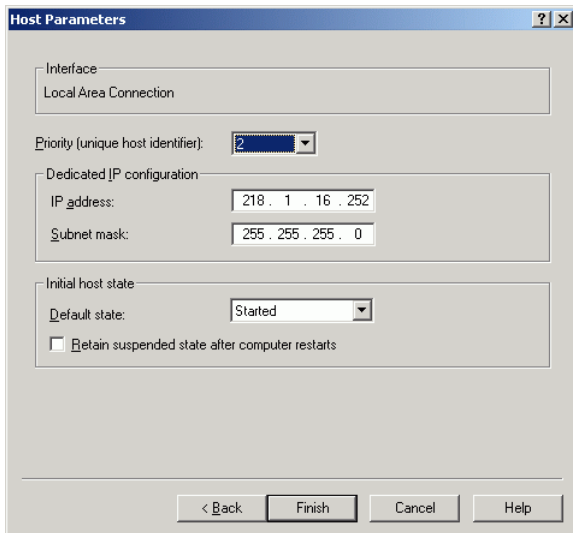 Host Parameters
Interface
Local Area Connection
Priority (unique host identifier): 2
Dedicated IP configuration
IP address: 218 . 1 . 16 . 252
Subnet mask: 255 . 255 . 255 . 0
Initial host state
Default state: Started
Retain suspended state after computer restarts
< Back Finish Cancel Help